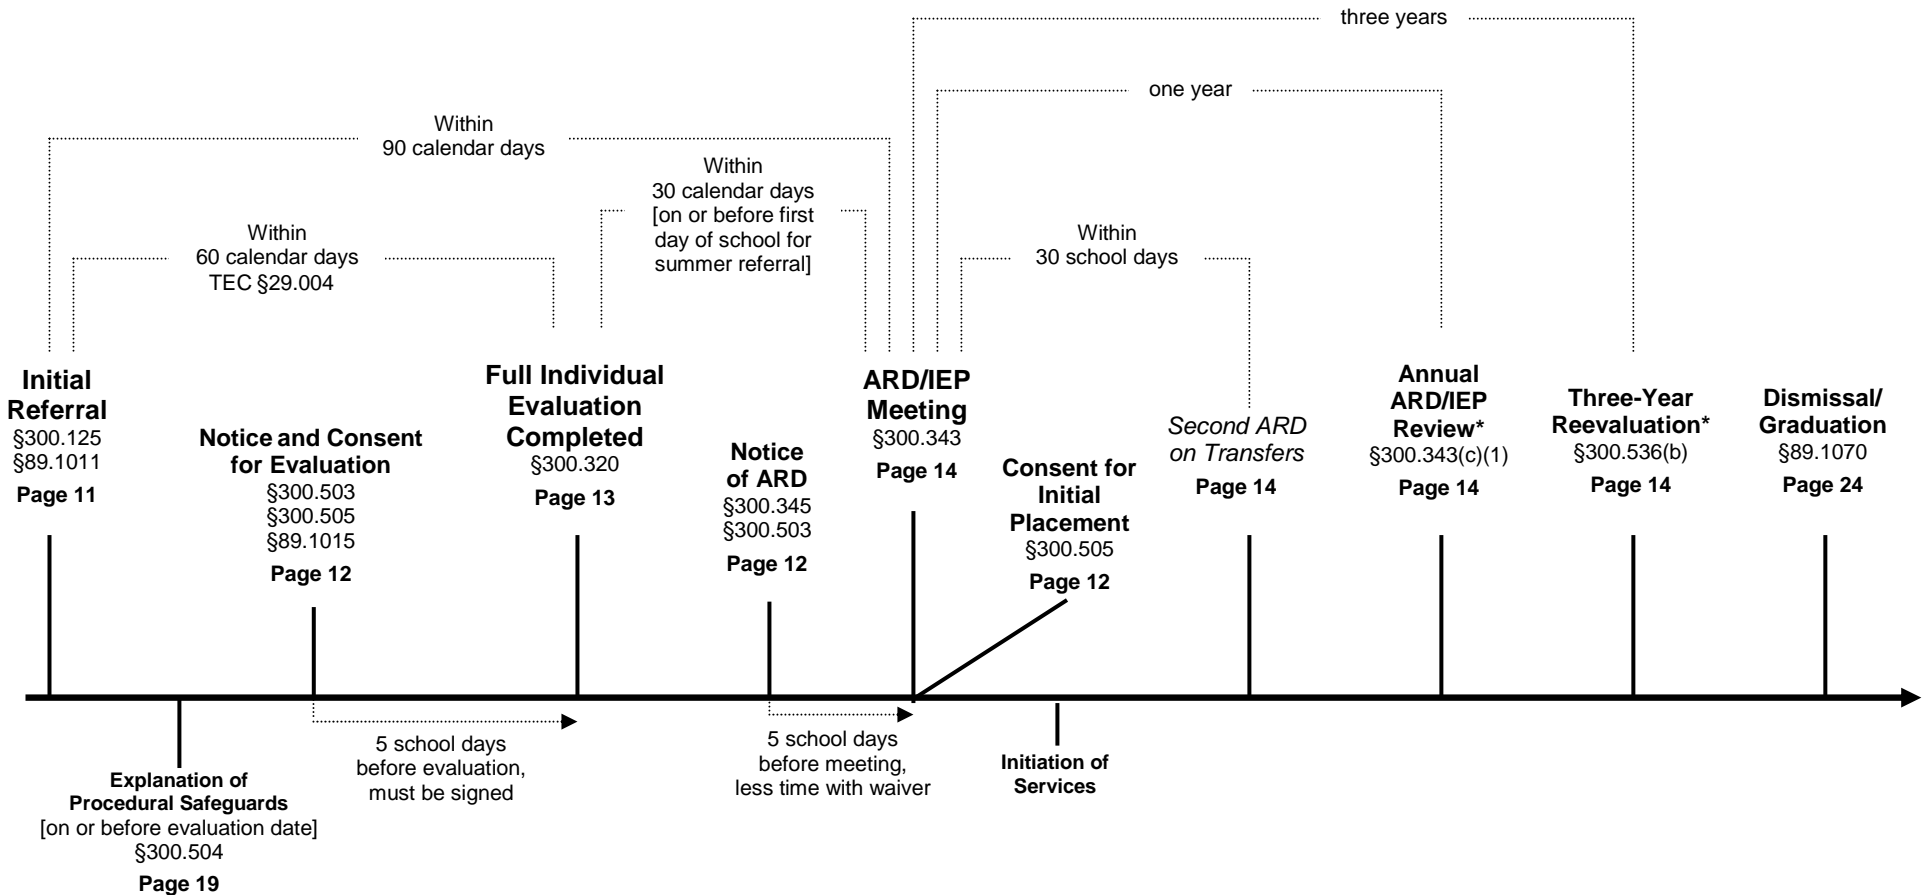 three years
one year
Within
90 calendar days
Within
30 calendar days
[on or before first
day of school for
summer referral]
Within
60 calendar days
TEC §29.004
Within
30 school days
Initial
Referral
§300.125
§89.1011
Page 11
Notice and Consent
for Evaluation
§300.503
§300.505
§89.1015
Page 12
Full Individual
Evaluation
Completed
§300.320
Page 13
Notice
of ARD
§300.345
§300.503
Page 12
ARD/IEP
Meeting
§300.343
Page 14
Consent for
Initial
Placement
§300.505
Page 12
Second ARD
on Transfers
Page 14
Annual
ARD/IEP
Review*
§300.343(c)(1)
Page 14
Three-Year
Reevaluation*
§300.536(b)
Page 14
Dismissal/
Graduation
§89.1070
Page 24
Explanation of
Procedural Safeguards
[on or before evaluation date]
§300.504
Page 19
5 school days
before evaluation,
must be signed
5 school days
before meeting,
less time with waiver
Initiation of
Services